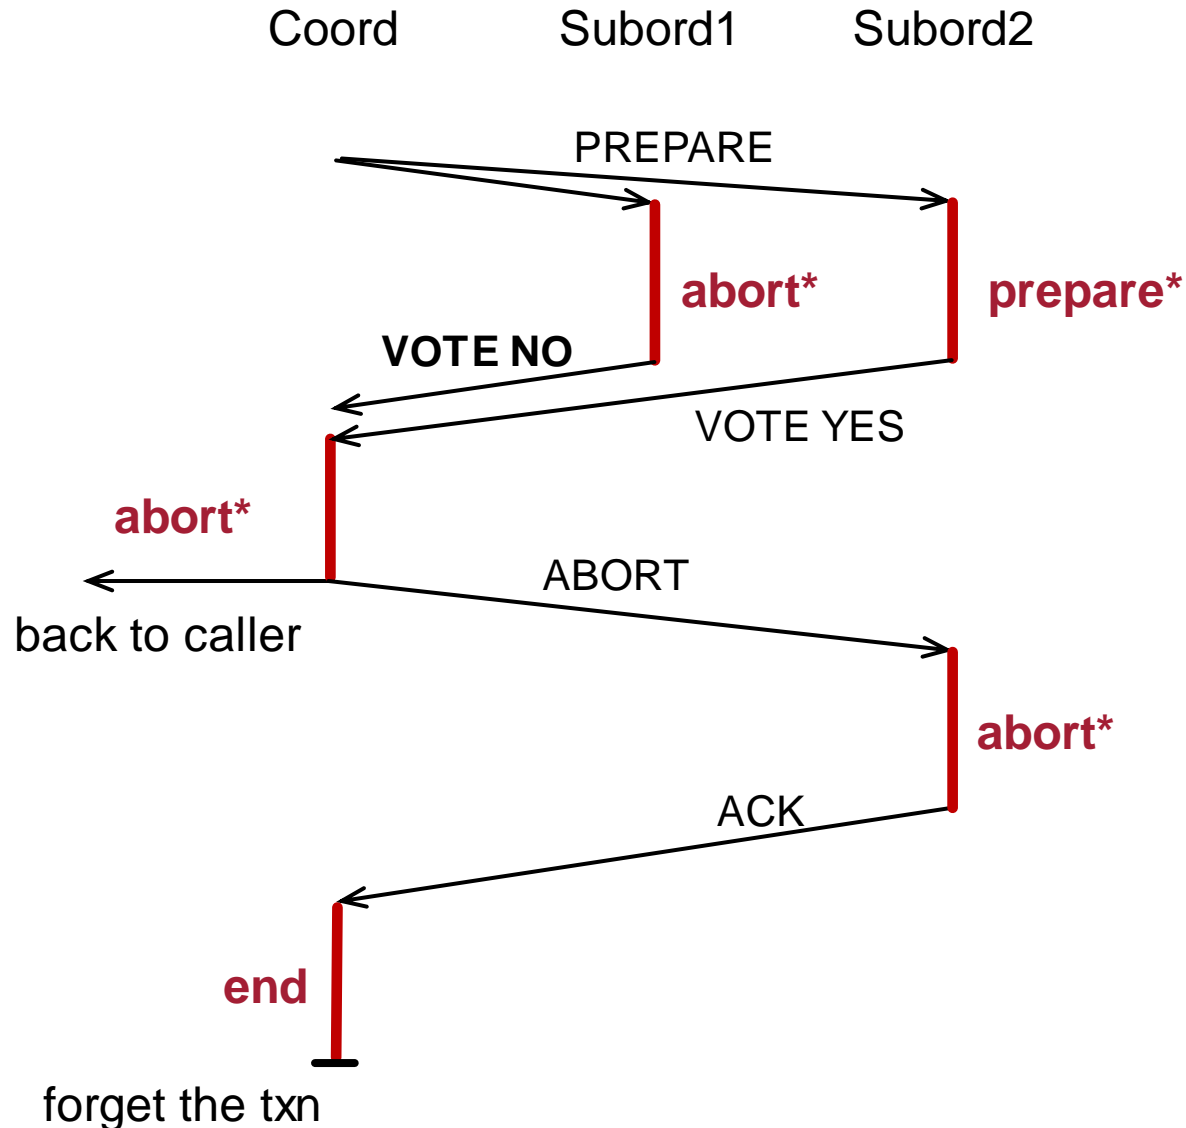 Coord Subord1 Subord2
PREPARE
abort* prepare*
VOTE NO
VOTE YES
abort*
ABORT
back to caller
abort*
ACK
end
forget the txn